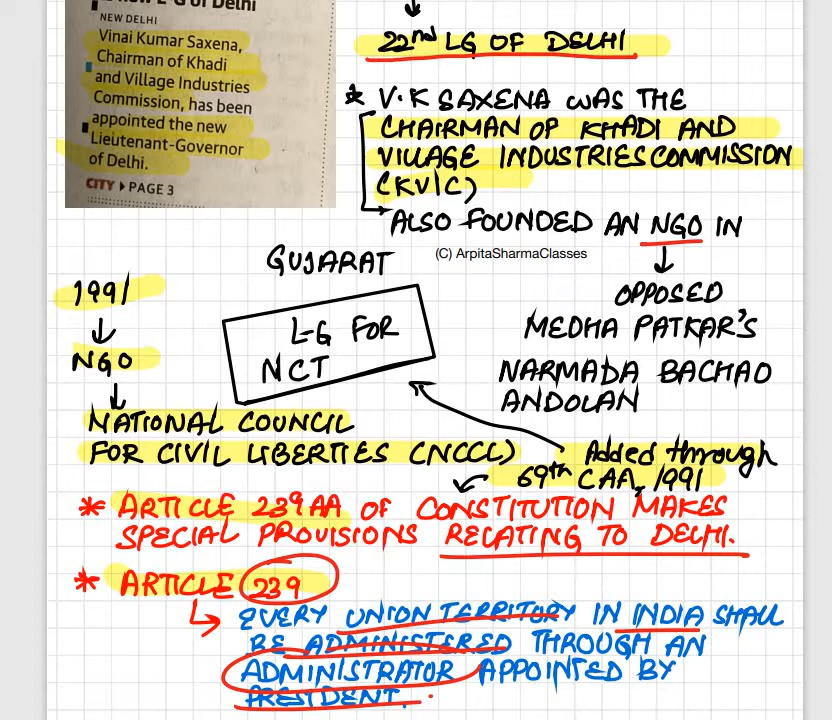 new L-G of Delhi
NEW DELHI
Vinai Kumar Saxena,
Chairman of Khadi
and Village Industries
Commission, has been
appointed the new
Lieutenant-Governor
of Delhi.
CITY ▶ PAGE 3
22nd LG OF DELHI
* V.K SAXENA WAS THE
CHAIRMAN OF KHADI AND
VILLAGE INDUSTRIES COMMISSION
(KVIC)
ALSO FOUNDED AN NGO IN
GUJARAT
(C) ArpitaSharmaClasses
OPPOSED
MEDHA PATKAR'S
NARMADA BACHAO
ANDOLAN
1991
NGO
NATIONAL COUNCIL
FOR CIVIL LIBERTIES (NCCL)
L-G FOR
NCT
Added through
69th CAA, 1991
* ARTICLE 239AA OF CONSTITUTION MAKES
SPECIAL PROVISIONS RELATING TO DELHI.
* ARTICLE 239
EVERY UNION TERRITORY IN INDIA SHALL
BE ADMINISTERED THROUGH AN
ADMINISTRATOR APPOINTED BY
PRESIDENT.